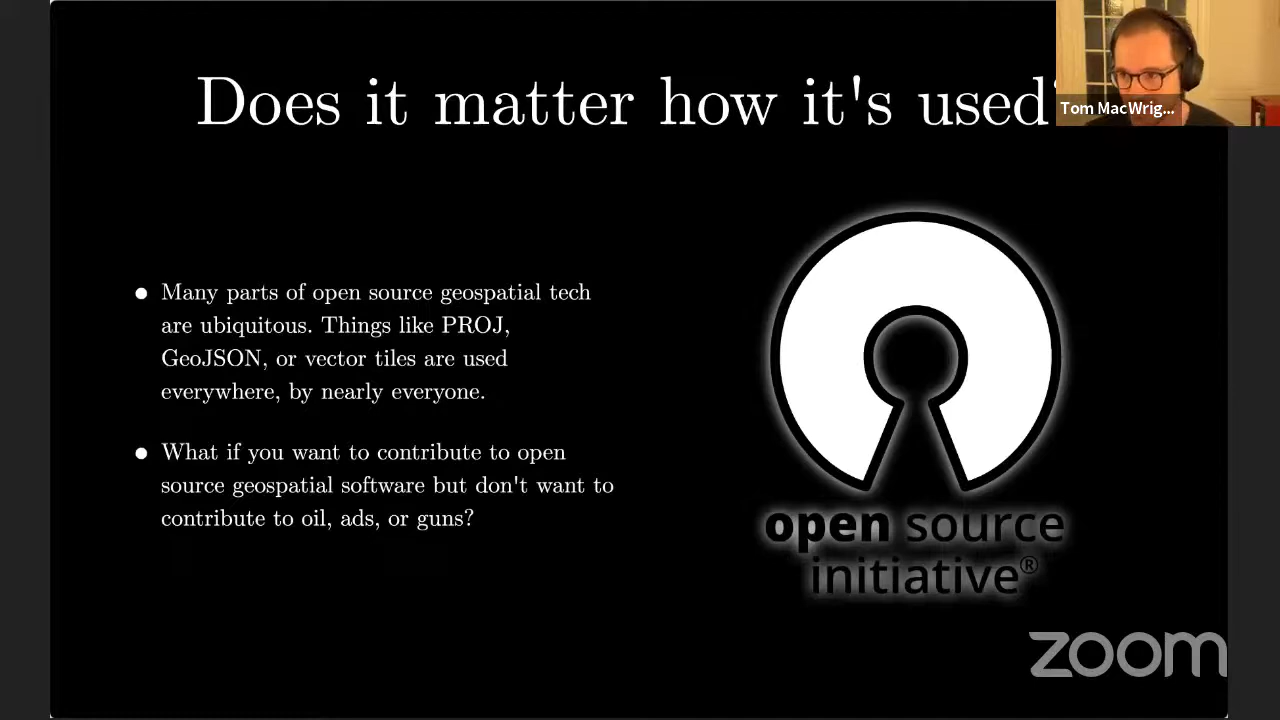 Does it matter how it's used?
Tom MacWrig...
• Many parts of open source geospatial tech
are ubiquitous. Things like PROJ,
GeoJSON, or vector tiles are used
everywhere, by nearly everyone.
• What if you want to contribute to open
source geospatial software but don't want to
contribute to oil, ads, or guns?
open source
initiative®
zoom